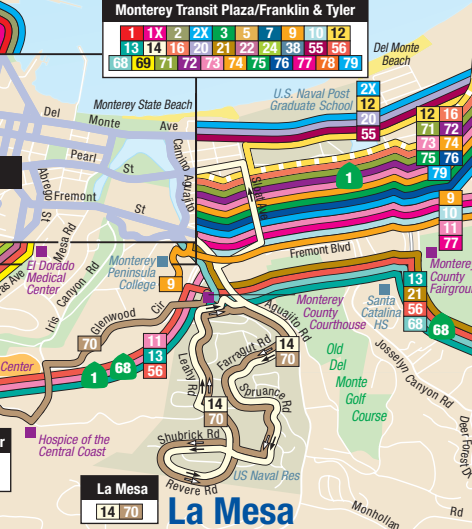 Monterey Transit Plaza/Franklin & Tyler
1 1X 2 2X 3 5 7 9 10 12
13 14 16 20 21 22 24 38 55 56
68 69 71 72 73 74 75 76 77 78 79
Del Monte
Beach
U.S. Naval Post
Graduate School
2X
12
20
55
Monterey State Beach
Del
Monte
Ave
Pearl
St
Camino Aguajito
12 16
71 72
73 74
75 76
79
1
Abrego St
Fremont
St
9
10
11
77
Mesa Rd
El Dorado
Medical
Center
Iris Canyon Rd
Monterey
Peninsula
College
9
Fremont Blvd
Monterey
County
Fairgrou
13
21
56
68
68
Santa
Catalina
HS
Monterey
County
Courthouse
Aguajito Rd
Glenwood
Cir
70
11
13
56
Center
1
68
Leahy Rd
Farragut Rd
14
70
Spruance Rd
Old
Del
Monte
Golf
Course
Josselyn Canyon Rd
14
70
Hospice of the
Central Coast
Shubrick Rd
US Naval Res
Revere Rd
La Mesa
14 70
La Mesa
Monhollan
Rd